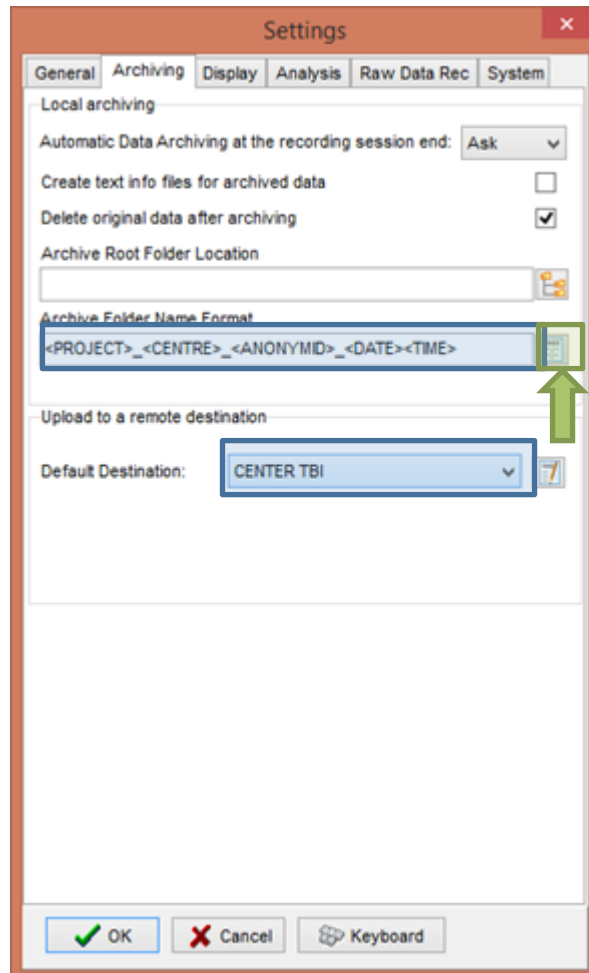 Settings
General Archiving Display Analysis Raw Data Rec System
Local archiving
Automatic Data Archiving at the recording session end: Ask
Create text info files for archived data
Delete original data after archiving
Archive Root Folder Location
Archive Folder Name Format
<PROJECT>_<CENTRE>_<ANONYMID>_<DATE><TIME>
Upload to a remote destination
Default Destination: CENTER TBI
OK Cancel Keyboard